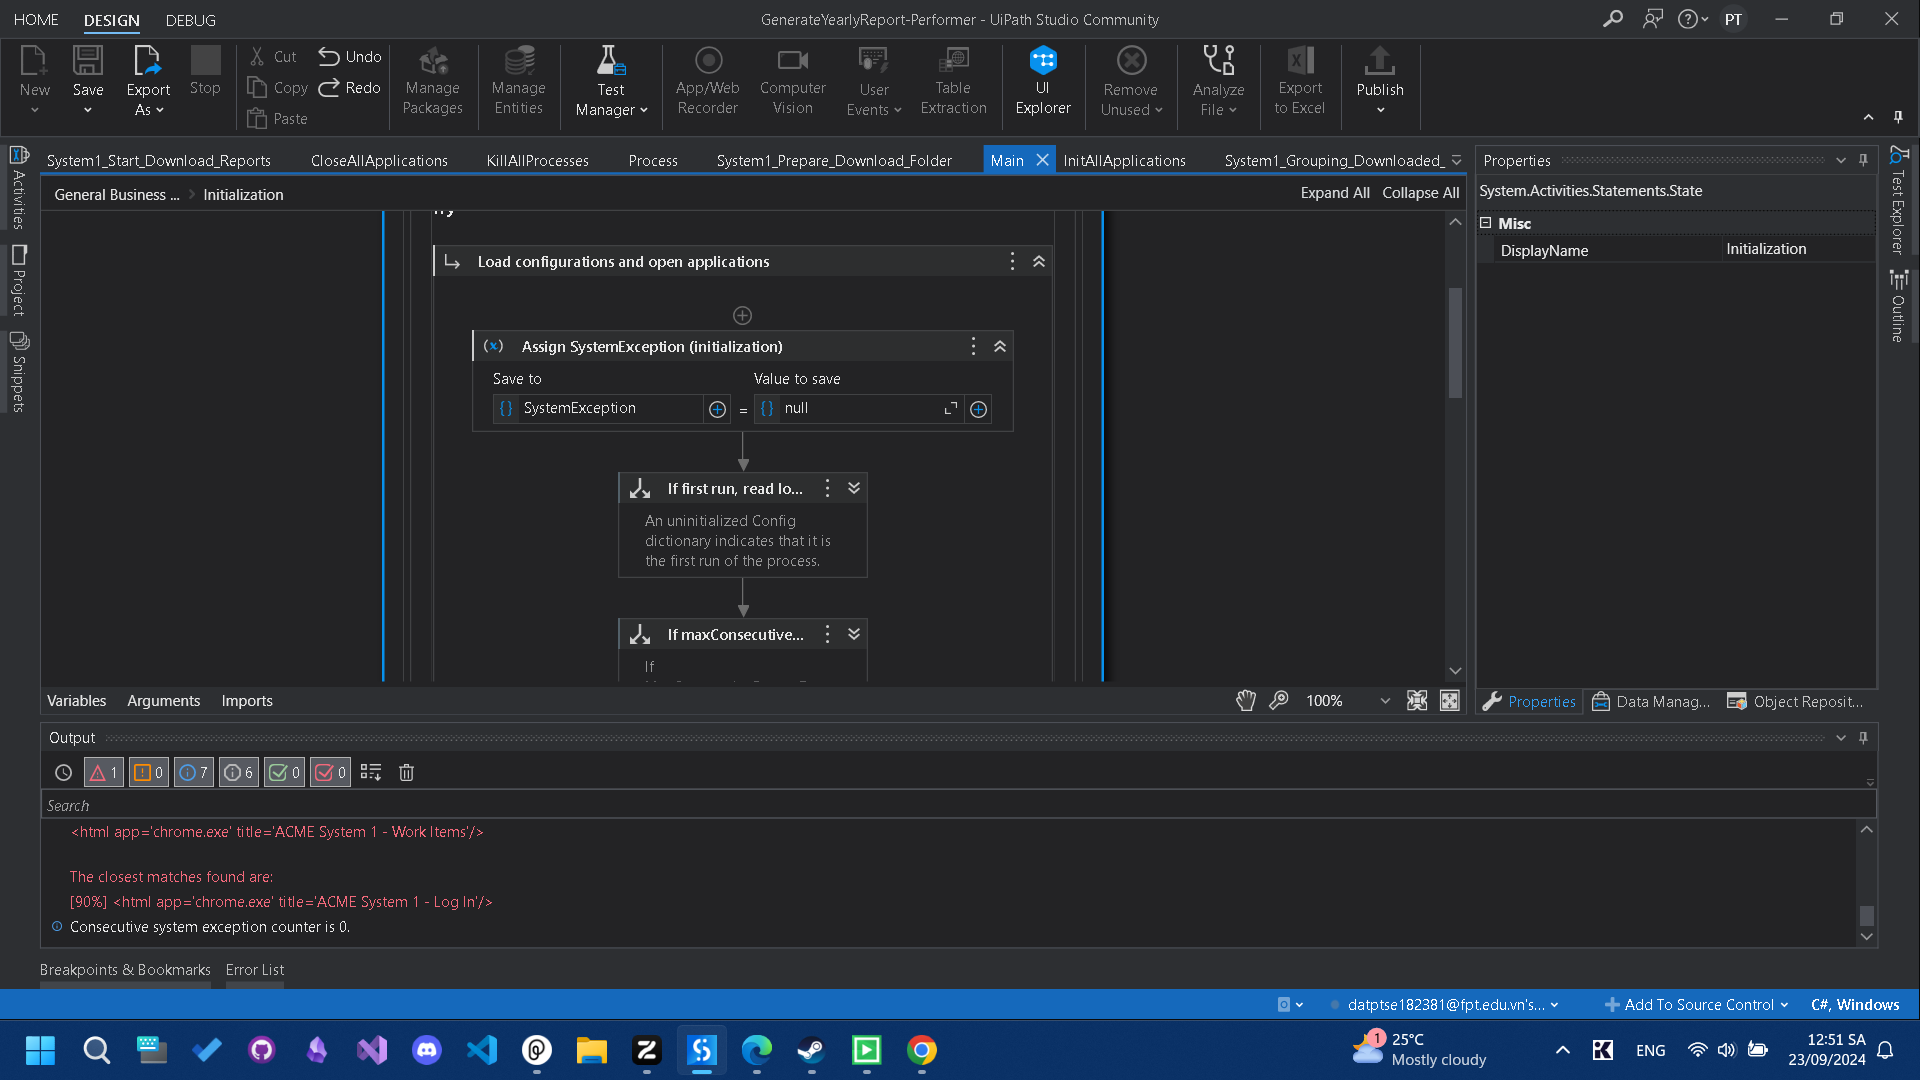 HOME DESIGN DEBUG
GenerateYearlyReport-Performer - UiPath Studio Community
PT
New
Save
Export
As
Stop
Cut
Copy
Paste
Undo
Redo
Manage
Packages
Manage
Entities
Test
Manager
App/Web
Recorder
Computer
Vision
User
Events
Table
Extraction
UI
Explorer
Remove
Unused
Analyze
File
Export
to Excel
Publish
Activities
Project
Snippets
System1_Start_Download_Reports CloseAllApplications KillAllProcesses Process System1_Prepare_Download_Folder Main InitAllApplications System1_Grouping_Downloaded_
General Business ... Initialization
Expand All Collapse All
Load configurations and open applications
(x) Assign SystemException (initialization)
Save to Value to save
{} SystemException = {} null
If first run, read lo...
An uninitialized Config
dictionary indicates that it is
the first run of the process.
If maxConsecutive...
If
Variables Arguments Imports
100%
Properties
System.Activities.Statements.State
Misc
DisplayName Initialization
Properties Data Manag... Object Reposit...
Test Explorer
Outline
Output
1 0 7 6 0 0
Search
<html app='chrome.exe' title='ACME System 1 - Work Items'/>
The closest matches found are:
[90%] <html app='chrome.exe' title='ACME System 1 - Log In'/>
Consecutive system exception counter is 0.
Breakpoints & Bookmarks Error List
datptse182381@fpt.edu.vn's... Add To Source Control C#, Windows
1
25°C
Mostly cloudy
ENG
12:51 SA
23/09/2024